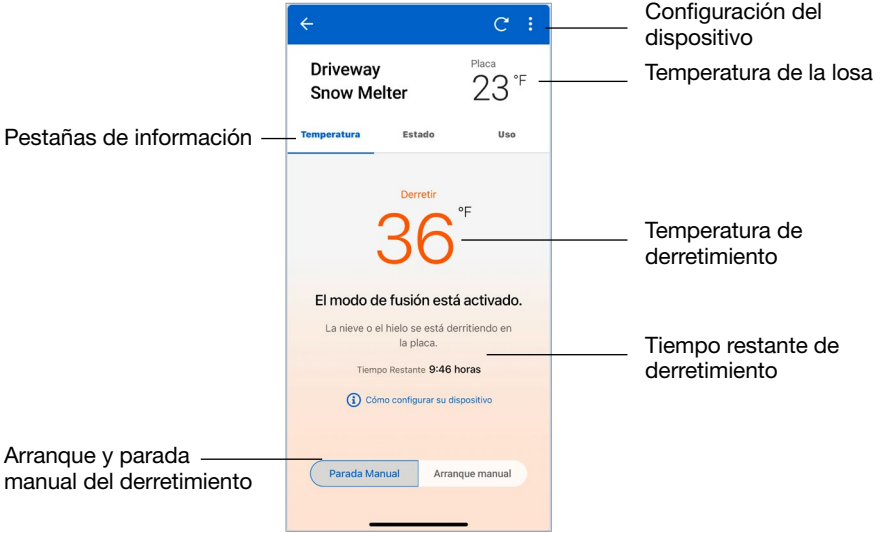 Configuración del
dispositivo
Driveway
Snow Melter
Placa
23 °F
Temperatura de la losa
Pestañas de información
Temperatura Estado Uso
Derretir
36 °F
Temperatura de
derretimiento
El modo de fusión está activado.
La nieve o el hielo se está derritiendo en
la placa.
Tiempo restante de
derretimiento
Tiempo Restante 9:46 horas
Cómo configurar su dispositivo
Arranque y parada
manual del derretimiento
Parada Manual Arranque manual